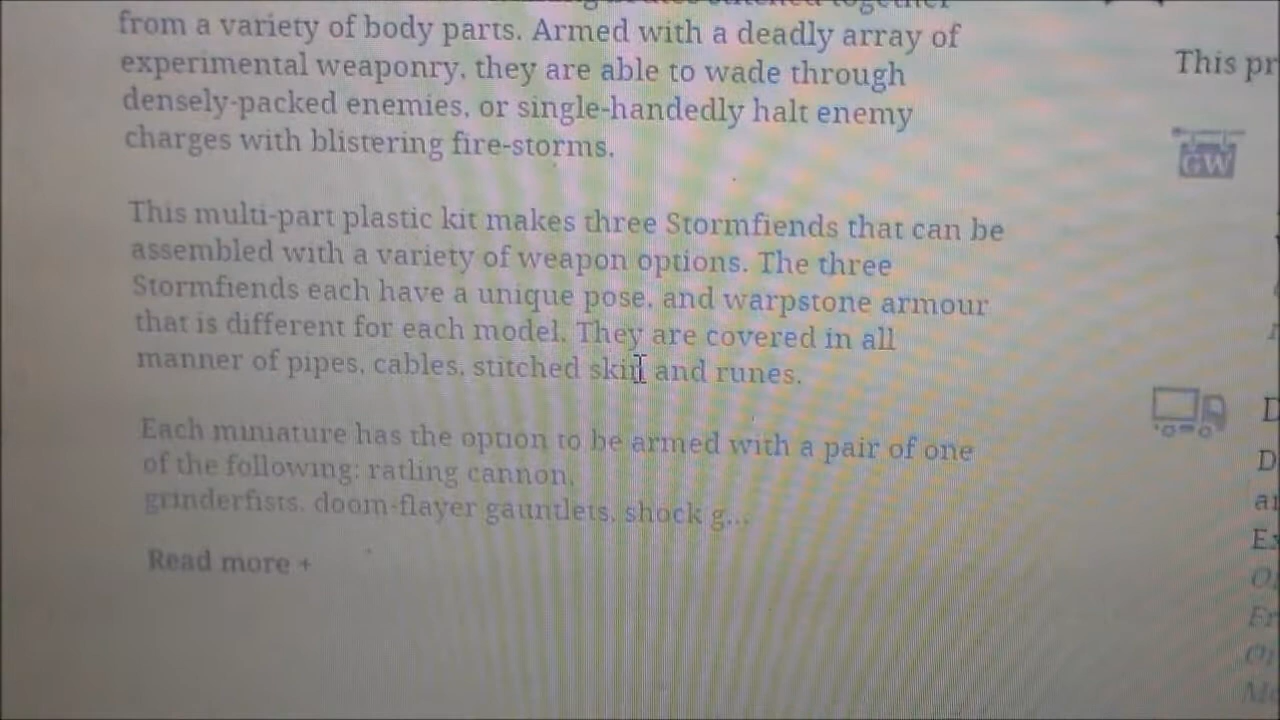 stitched together
from a variety of body parts. Armed with a deadly array of
experimental weaponry, they are able to wade through
densely-packed enemies, or single-handedly halt enemy
charges with blistering fire-storms.
This multi-part plastic kit makes three Stormfiends that can be
assembled with a variety of weapon options. The three
Stormfiends each have a unique pose, and warpstone armour
that is different for each model. They are covered in all
manner of pipes, cables, stitched skin and runes.
Each miniature has the option to be armed with a pair of one
of the following: ratling cannon,
grinderfists, doom-flayer gauntlets, shock g...
Read more +
This pr
GW
D
D
ar
Es
Fr